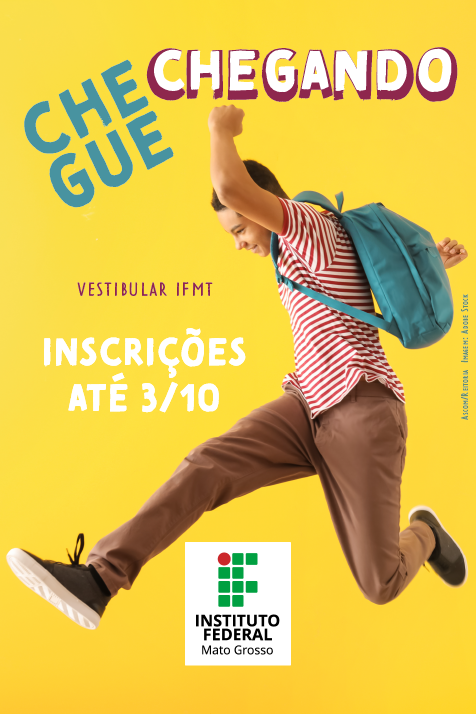 CHE
GUE
CHEGANDO
VESTIBULAR IFMT
INSCRIÇÕES
ATÉ 3/10
INSTITUTO
FEDERAL
Mato Grosso
Ascom/Reitoria Imagem: Adobe Stock